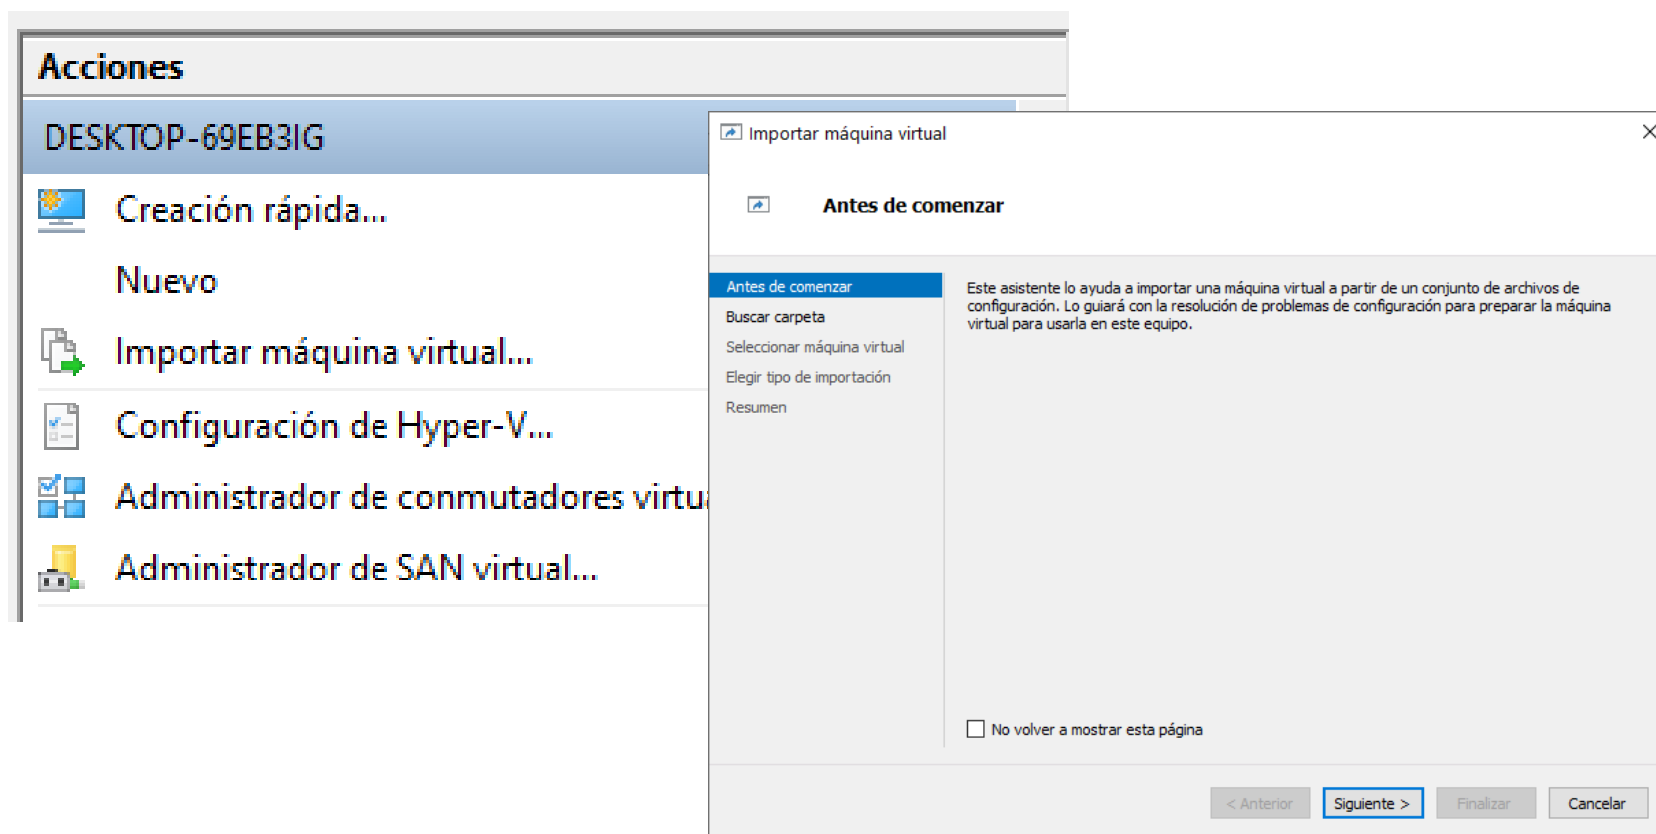 Acciones
DESKTOP-69EB3IG
Creación rápida...
Nuevo
Importar máquina virtual...
Configuración de Hyper-V...
Administrador de conmutadores virtu
Administrador de SAN virtual...
Importar máquina virtual
Antes de comenzar
Antes de comenzar
Buscar carpeta
Seleccionar máquina virtual
Elegir tipo de importación
Resumen
Este asistente lo ayuda a importar una máquina virtual a partir de un conjunto de archivos de
configuración. Lo guiará con la resolución de problemas de configuración para preparar la máquina
virtual para usarla en este equipo.
No volver a mostrar esta página
< Anterior
Siguiente >
Finalizar
Cancelar